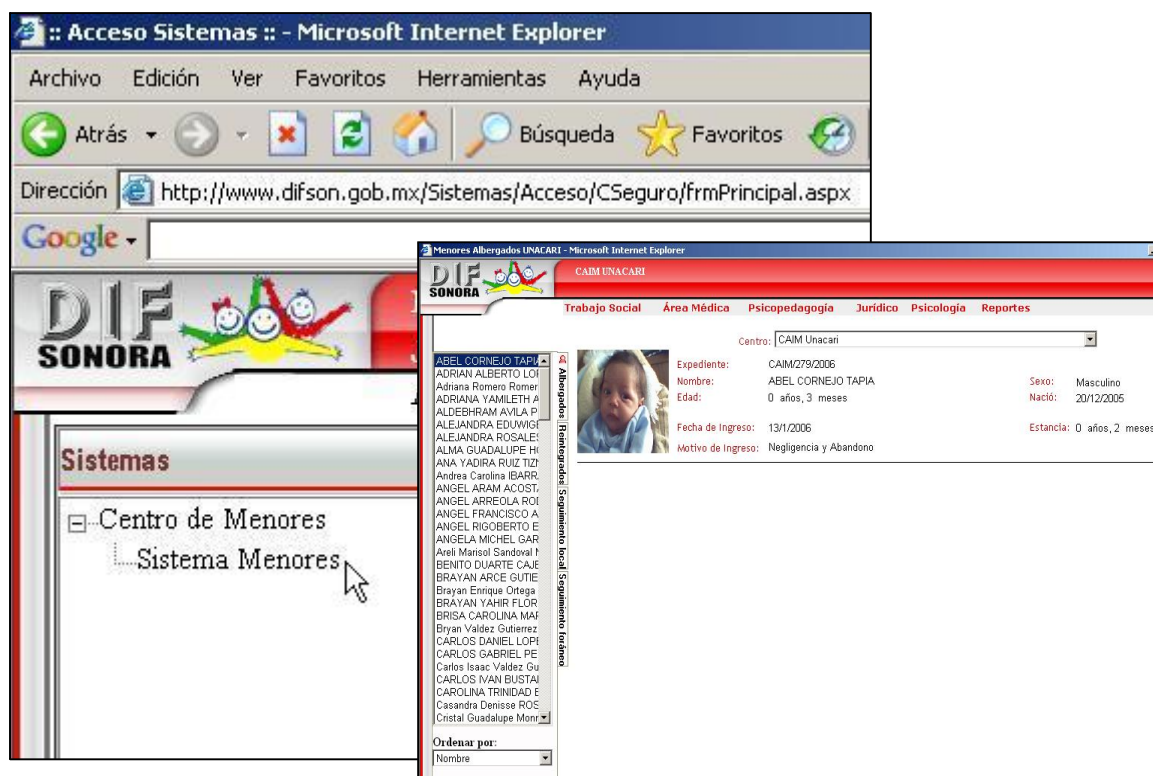 :: Acceso Sistemas :: - Microsoft Internet Explorer
Archivo Edición Ver Favoritos Herramientas Ayuda
Atrás Búsqueda Favoritos
Dirección http://www.difson.gob.mx/Sistemas/Acceso/CSeguro/frmPrincipal.aspx
Google
DIF
SONORA
Sistemas
Centro de Menores
Sistema Menores
Menores Albergados UNACARI - Microsoft Internet Explorer
DIF
SONORA
CAIM UNACARI
Trabajo Social Área Médica Psicopedagogía Jurídico Psicología Reportes
Centro: CAIM Unacari
ABEL CORNEJO TAPIA
ADRIAN ALBERTO
Adriana Romero
ADRIANA YAMILETH
ALDEBHRAM AVILA
ALEJANDRA
ALEJANDRA ROSALES
ALMA GUADALUPE
ANA YADIRA RUIZ
Andrea Carolina
ANGEL ARAM
ANGEL ARREOLA
ANGEL FRANCISCO
ANGEL RIGOBERTO
ANGELA MICHEL
Areli Marisol Sandoval
BENITO DUARTE
BRAYAN ARCE
Brayan Enrique Ortega
BRAYAN YAHIR
BRISA CAROLINA
Bryan Valdez Gutierrez
CARLOS DANIEL
CARLOS GABRIEL
Carlos Isaac Valdez
CARLOS IVAN
CAROLINA TRINIDAD
Casandra Denisse
Cristal Guadalupe
Ordenar por:
Nombre
Albergados
Reintegrados
Seguimiento local
Seguimiento foráneo
Expediente: CAIM/279/2006
Nombre: ABEL CORNEJO TAPIA Sexo: Masculino
Edad: 0 años, 3 meses Nació: 20/12/2005
Fecha de Ingreso: 13/1/2006 Estancia: 0 años, 2 meses
Motivo de Ingreso: Negligencia y Abandono